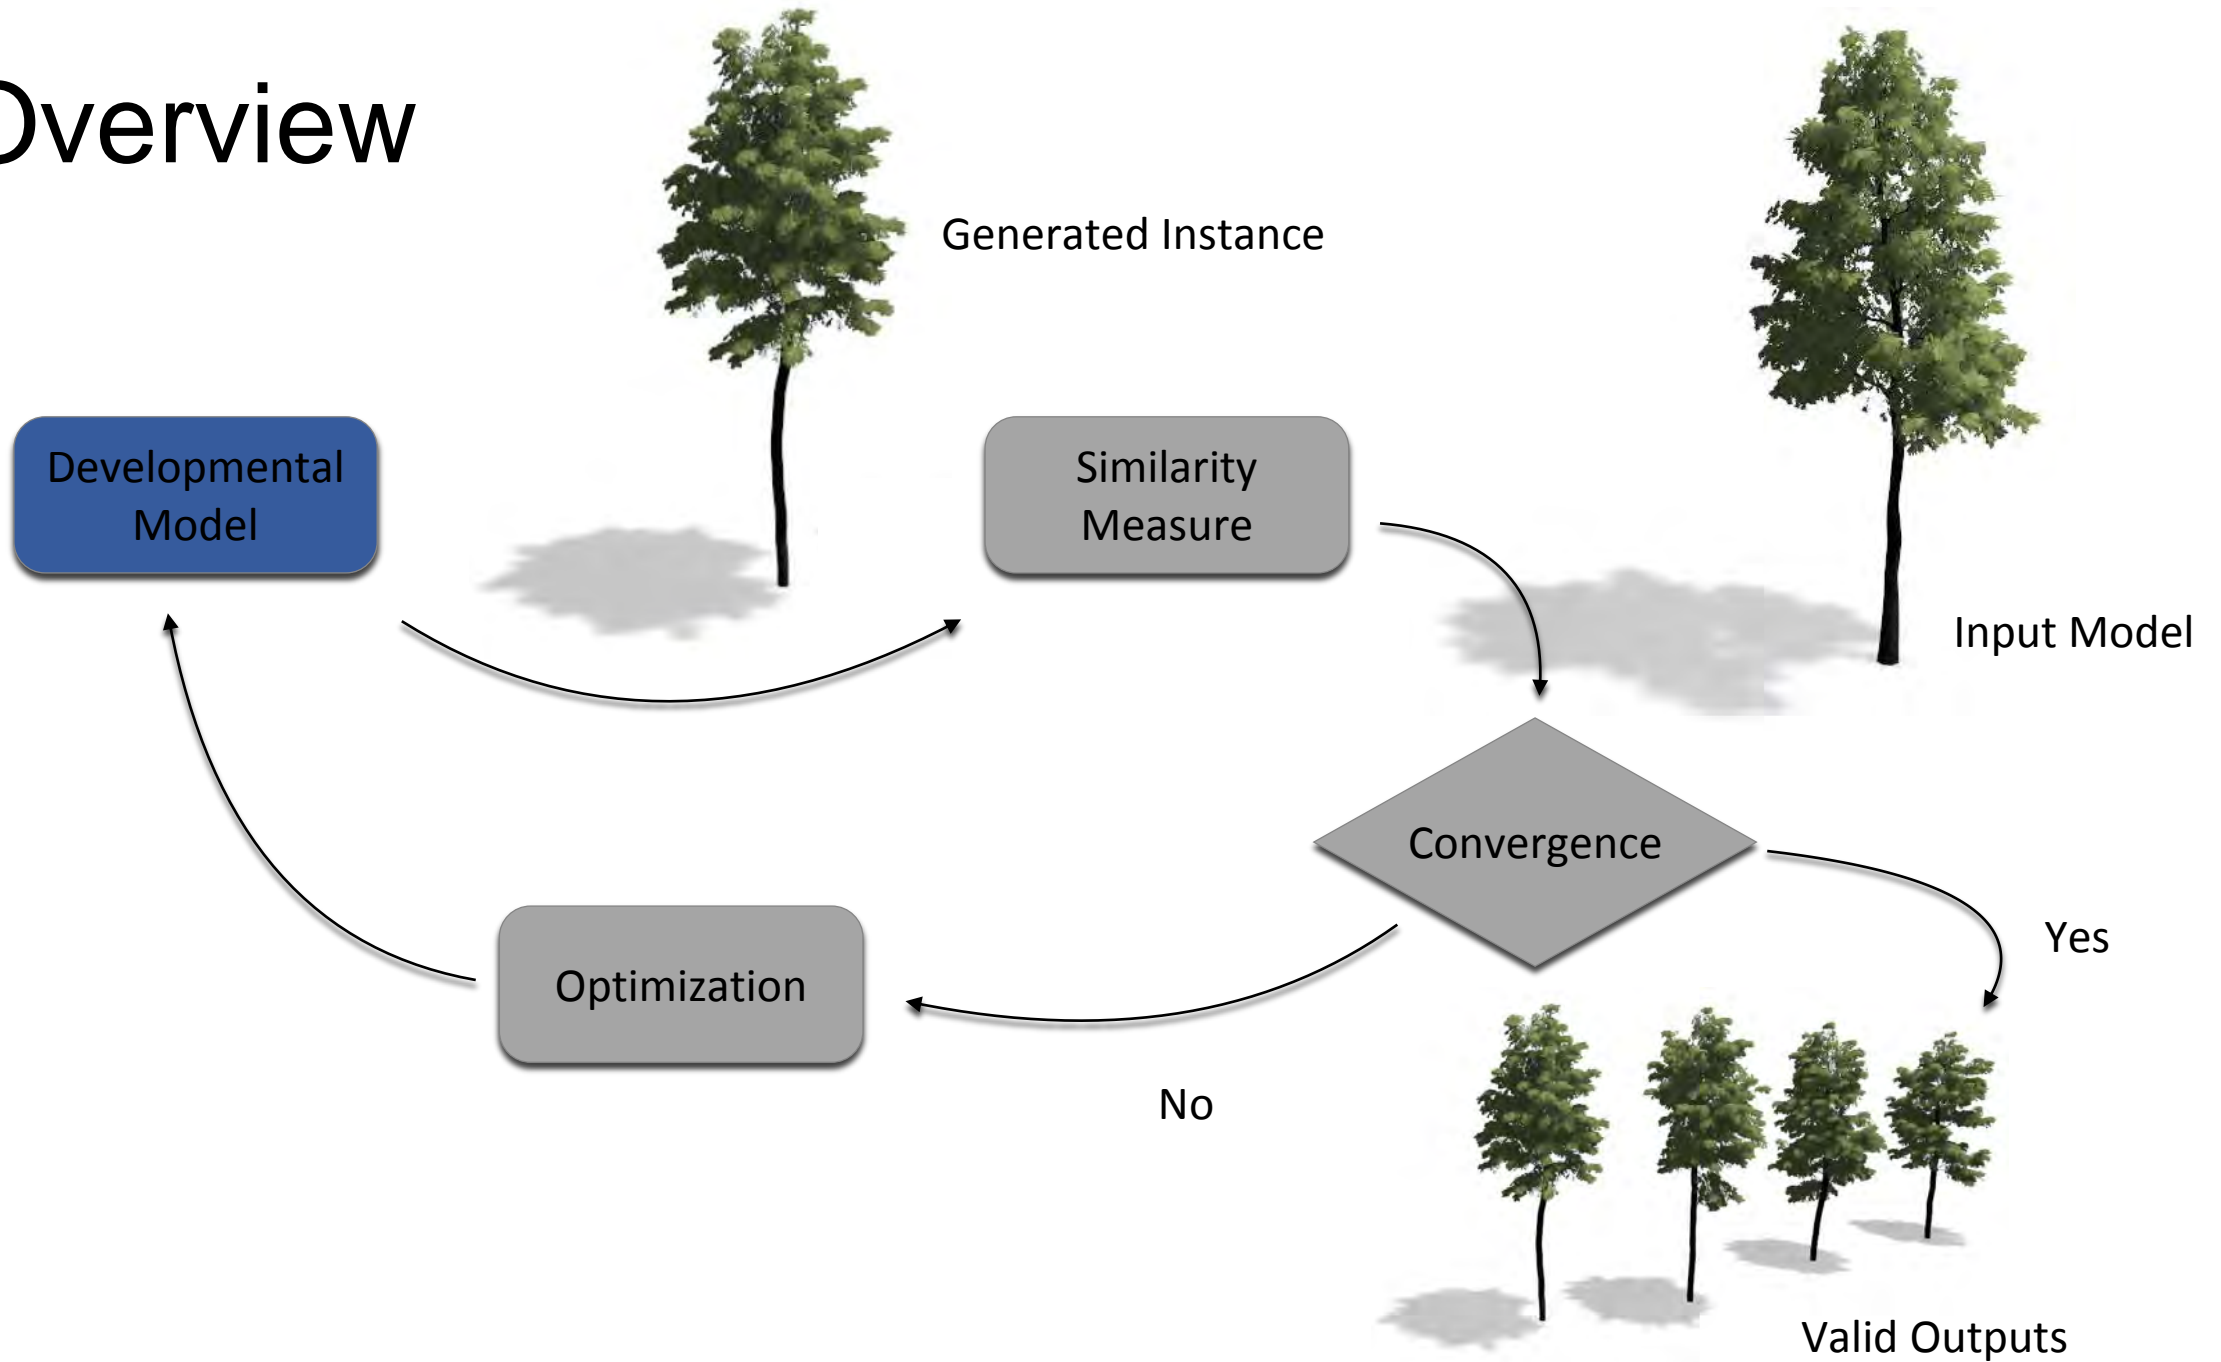 Overview
Generated Instance
Developmental
Model
Similarity
Measure
Input Model
Convergence
Yes
Optimization
No
Valid Outputs